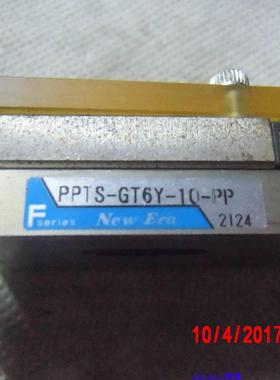 PPTS-GT6Y-10-PP
F series New Era 2124
10/4/2017